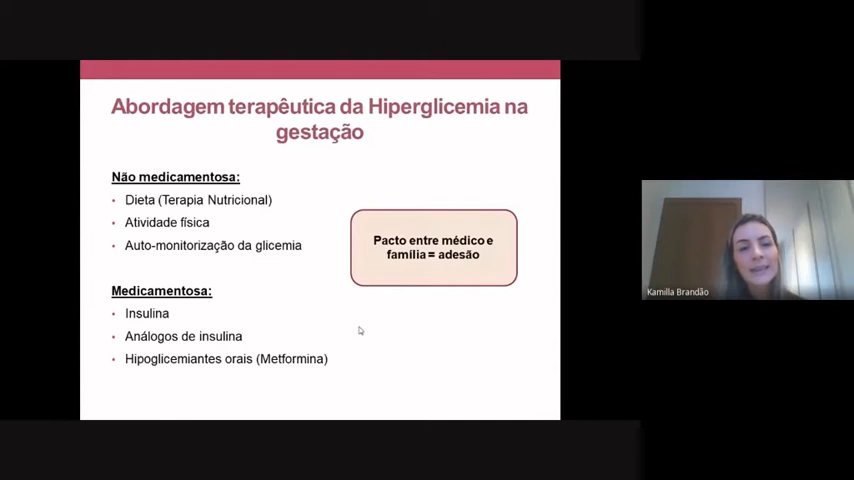 Abordagem terapêutica da Hiperglicemia na
gestação
Não medicamentosa:
• Dieta (Terapia Nutricional)
• Atividade física
• Auto-monitorização da glicemia
Pacto entre médico e
família = adesão
Medicamentosa:
• Insulina
• Análogos de insulina
• Hipoglicemiantes orais (Metformina)
Kamilla Brandão